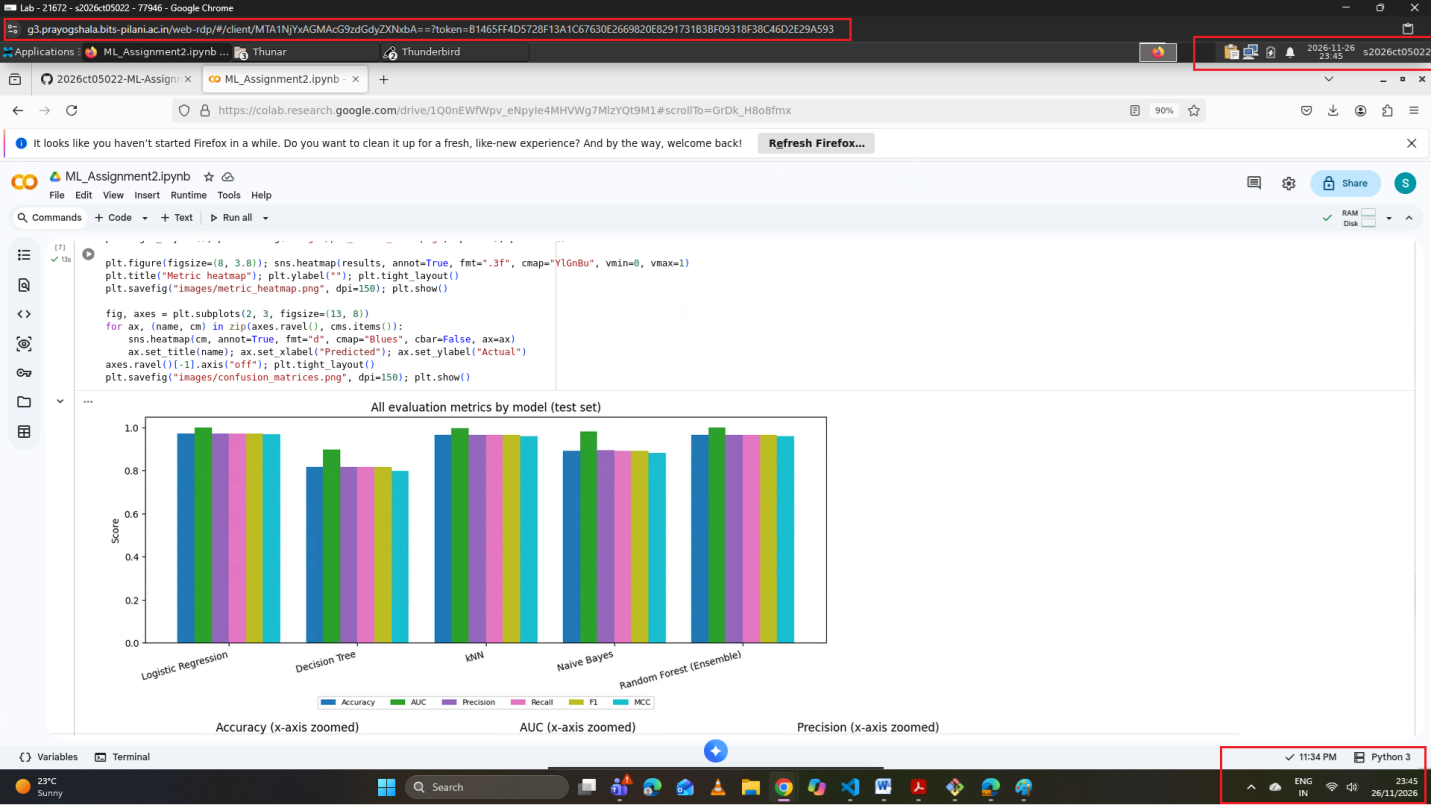 Lab - 21672 - s2026ct05022 - 77946 - Google Chrome
g3.prayogshala.bits-pilani.ac.in/web-rdp/#/client/MTA1NjYxAGMAcG9zdGdyZXNxbA==?token=B1465FF4D5728F13A1C67630E2669820E8291731B3BF09318F38C46D2E29A593
Applications ML_Assignment2.ipynb ... 3 Thunar 2 Thunderbird 2026-11-26 23:45 s2026ct05022
2026ct05022-ML-Assignm ML_Assignment2.ipynb -
https://colab.research.google.com/drive/1Q0nEWfWpv_eNpyIe4MHVWg7MlzYQt9M1#scrollTo=GrDk_H8o8fmx 90%
It looks like you haven't started Firefox in a while. Do you want to clean it up for a fresh, like-new experience? And by the way, welcome back! Refresh Firefox...
ML_Assignment2.ipynb
File Edit View Insert Runtime Help
Share S
Commands + Code + Text Run all
RAM
Disk
[7]
13s
plt.figure(figsize=(8, 3.8)); sns.heatmap(results, annot=True, fmt=".3f", cmap="YlGnBu", vmin=0, vmax=1)
plt.title("Metric heatmap"); plt.ylabel(""); plt.tight_layout()
plt.savefig("images/metric_heatmap.png", dpi=150); plt.show()
fig, axes = plt.subplots(2, 3, figsize=(13, 8))
for ax, (name, cm) in zip(axes.ravel(), cms.items()):
sns.heatmap(cm, annot=True, fmt="d", cmap="Blues", cbar=False, ax=ax)
ax.set_title(name); ax.set_xlabel("Predicted"); ax.set_ylabel("Actual")
axes.ravel()[-1].axis("off"); plt.tight_layout()
plt.savefig("images/confusion_matrices.png", dpi=150); plt.show()
All evaluation metrics by model (test set)
1.0
0.8
0.6
0.4
0.2
0.0
Score
Logistic Regression Decision Tree kNN Naive Bayes Random Forest (Ensemble)
Accuracy AUC Precision Recall F1 MCC
Accuracy (x-axis zoomed) AUC (x-axis zoomed) Precision (x-axis zoomed)
{} Variables Terminal 11:34 PM Python 3
23°C
Sunny
Search
ENG
IN
23:45
26/11/2026